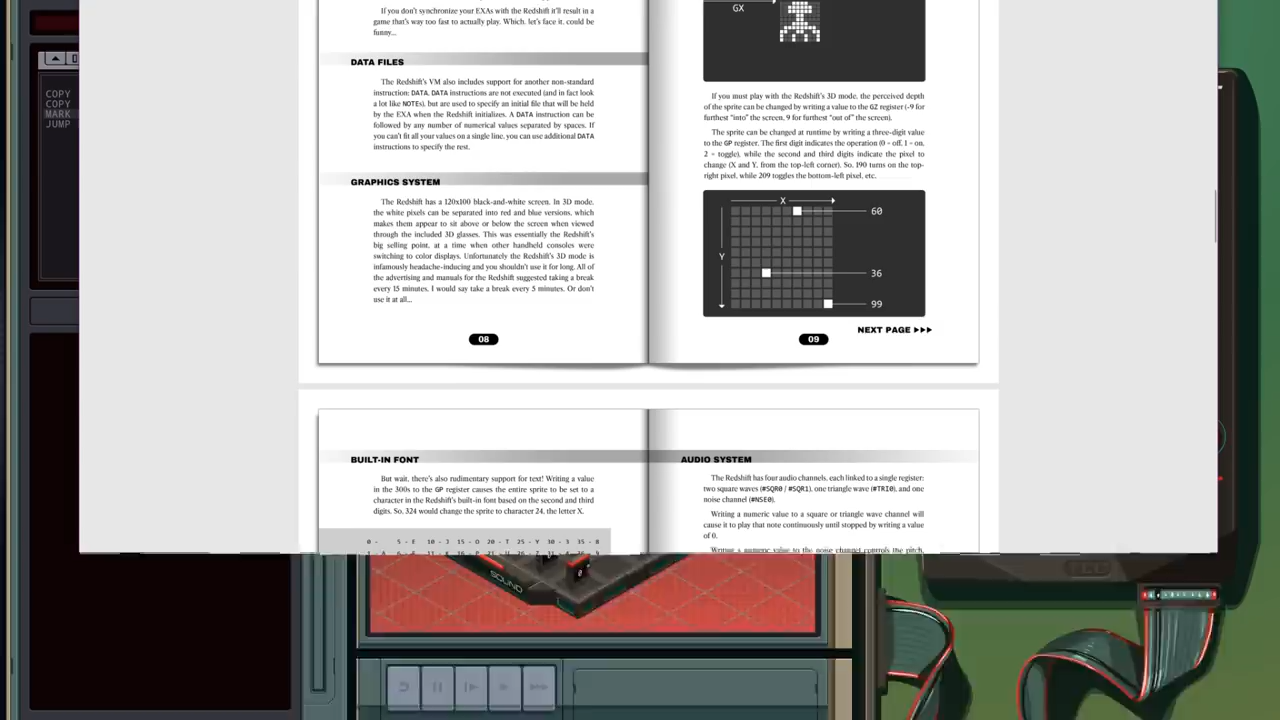 If you don't synchronize your EXAs with the Redshift it'll result in a
game that's way too fast to actually play. Which, let's face it, could be
funny...
DATA FILES
The Redshift's VM also includes support for another non-standard
instruction: DATA. DATA instructions are not executed (and in fact look
a lot like NOTEs), but are used to specify an initial file that will be held
by the EXA when the Redshift initializes. A DATA instruction can be
followed by any number of numerical values separated by spaces. If
you can't fit all your values on a single line, you can use additional DATA
instructions to specify the rest.
GRAPHICS SYSTEM
The Redshift has a 120x100 black-and-white screen. In 3D mode,
the white pixels can be separated into red and blue versions, which
makes them appear to sit above or below the screen when viewed
through the included 3D glasses. This was essentially the Redshift's
big selling point, at a time when other handheld consoles were
switching to color displays. Unfortunately the Redshift's 3D mode is
infamously headache-inducing and you shouldn't use it for long. All of
the advertising and manuals for the Redshift suggested taking a break
every 15 minutes. I would say take a break every 5 minutes. Or don't
use it at all...
08
GX
If you must play with the Redshift's 3D mode, the perceived depth
of the sprite can be changed by writing a value to the GZ register (-9 for
furthest "into" the screen, 9 for furthest "out of" the screen).
The sprite can be changed at runtime by writing a three-digit value
to the GP register. The first digit indicates the operation (0 = off, 1 = on,
2 = toggle), while the second and third digits indicate the pixel to
change (X and Y, from the top-left corner). So, 190 turns on the top-
right pixel, while 209 toggles the bottom-left pixel, etc.
X
60
Y
36
99
NEXT PAGE
09
BUILT-IN FONT
But wait, there's also rudimentary support for text! Writing a value
in the 300s to the GP register causes the entire sprite to be set to a
character in the Redshift's built-in font based on the second and third
digits. So, 324 would change the sprite to character 24, the letter X.
0 - 5 - E 10 - J 15 - O 20 - T 25 - Y 30 - 3 35 - 8
AUDIO SYSTEM
The Redshift has four audio channels, each linked to a single register:
two square waves (#SQR0 / #SQR1), one triangle wave (#TRI0), and one
noise channel (#NSE0).
Writing a numeric value to a square or triangle wave channel will
cause it to play that note continuously until stopped by writing a value
of 0.
Writing a numeric value to the noise channel controls the pitch,
COPY
COPY
MARK
JUMP
SOUND